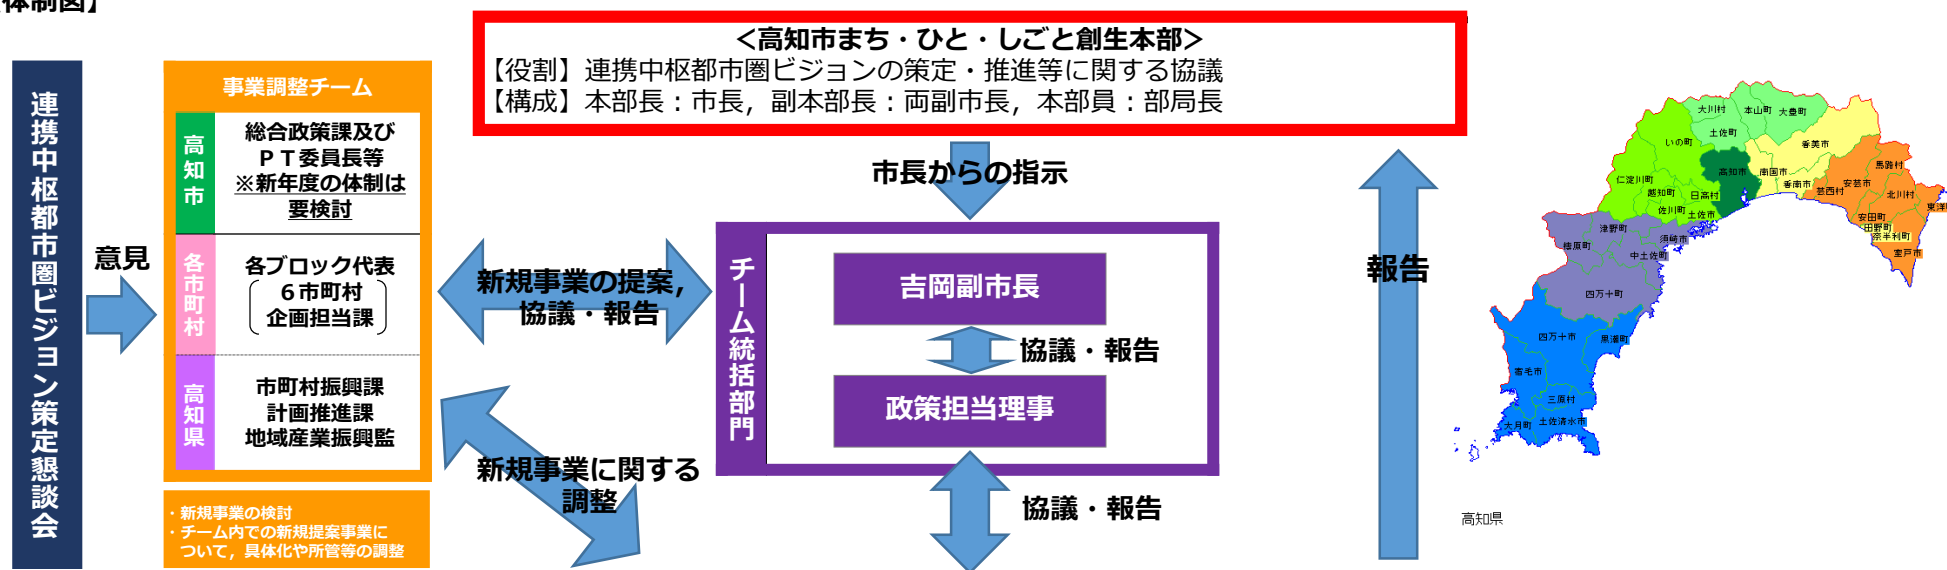 体制図】
<高知市まち・ひと・しごと創生本部>
【役割】連携中枢都市圏ビジョンの策定・推進等に関する協議
【構成】本部長：市長，副本部長：両副市長，本部員：部局長
連携中枢都市圏ビジョン策定懇談会
意見
事業調整チーム
高知市
総合政策課及び
ＰＴ委員長等
※新年度の体制は
要検討
各市町村
各ブロック代表
６市町村
企画担当課
高知県
市町村振興課
計画推進課
地域産業振興監
・新規事業の検討
・チーム内での新規提案事業に
ついて，具体化や所管等の調整
市長からの指示
新規事業の提案，
協議・報告
チーム統括部門
吉岡副市長
協議・報告
政策担当理事
新規事業に関する
調整
協議・報告
報告
大川村
本山町
大豊町
土佐町
いの町
香美市
高知市
南国市
香南市
馬路村
安芸市
芸西村
北川村
東洋
安田町
田野町
奈半利町
室戸市
仁淀川町
越知町
日高村
佐川町
土佐市
津野町
須崎市
梼原町
中土佐町
四万十町
四万十市
黒潮町
宿毛市
三原村
大月町
土佐清水市
高知県